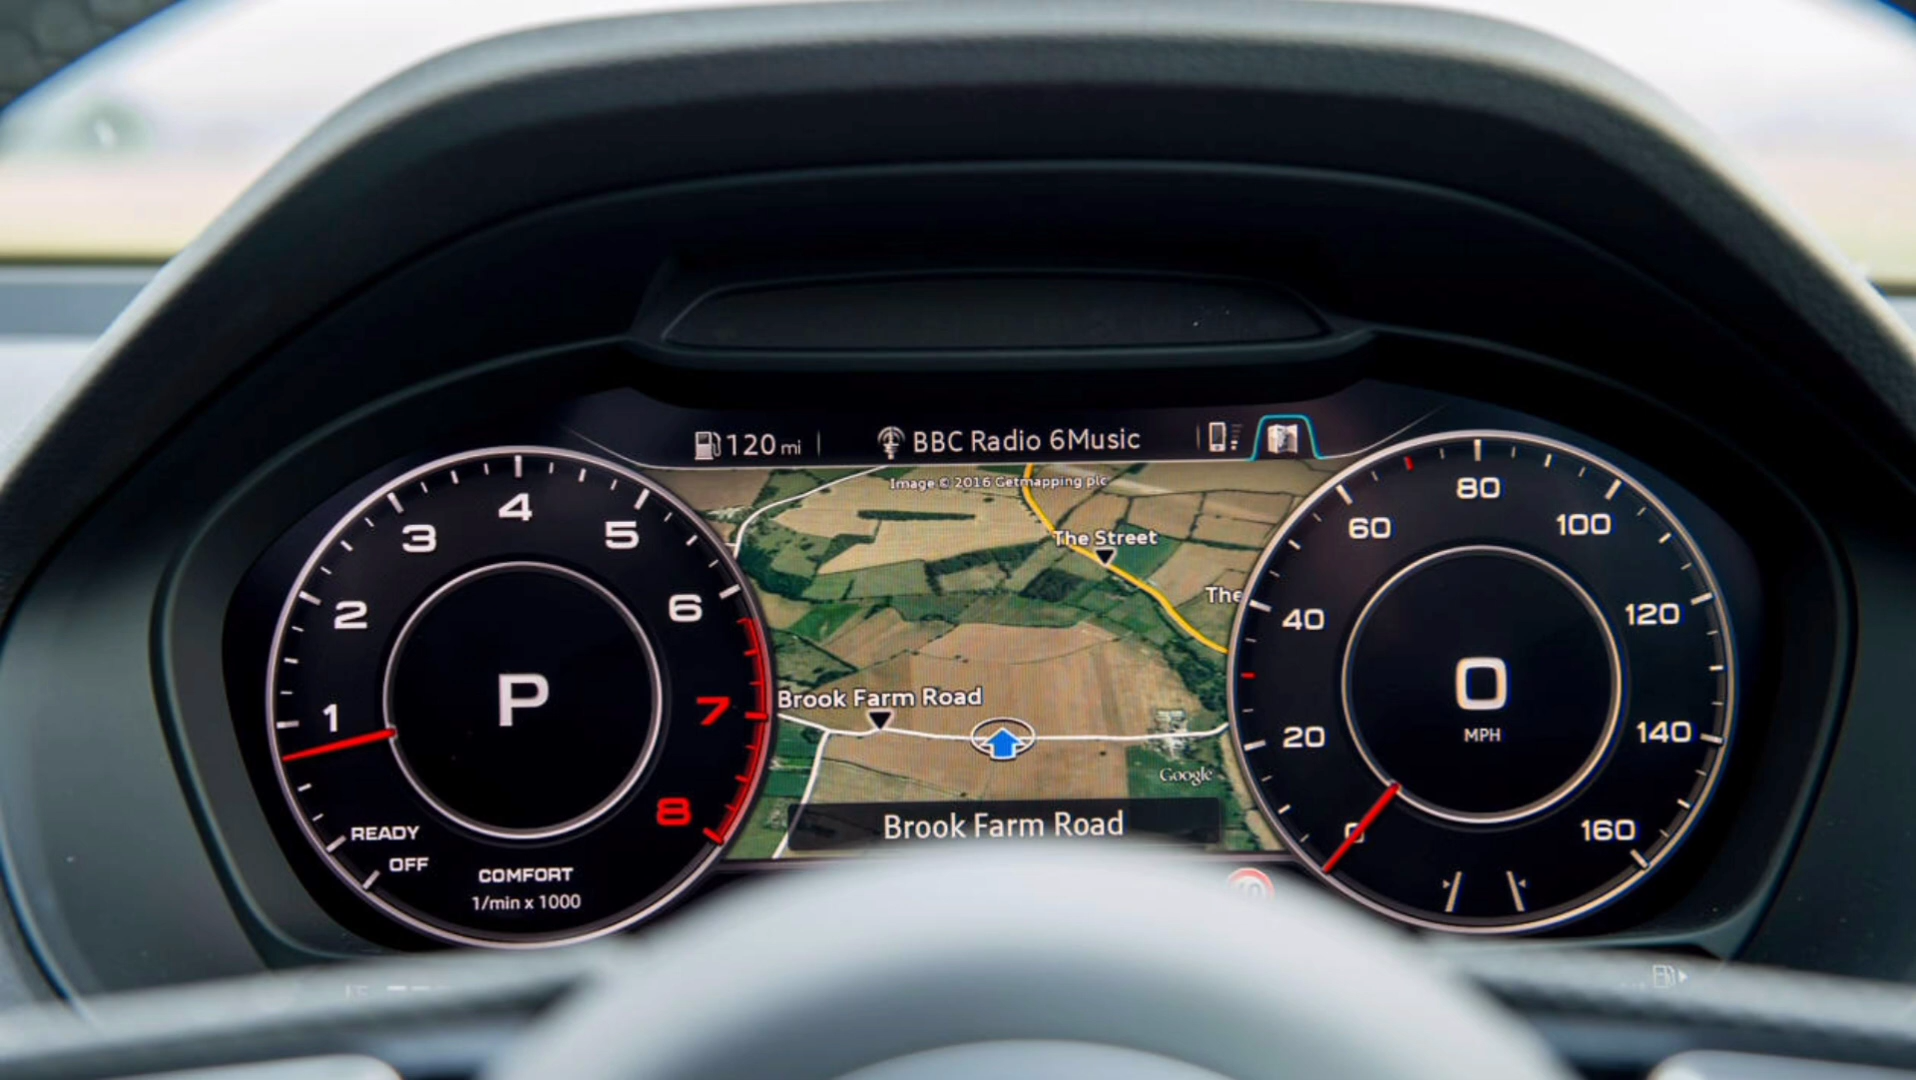 120 mi
BBC Radio 6Music
Image © 2016 Getmapping plc
The Street
The
Brook Farm Road
Google
Brook Farm Road
1
2
3
4
5
6
7
8
P
READY
OFF
COMFORT
1/min x 1000
0
20
40
60
80
100
120
140
160
0
MPH